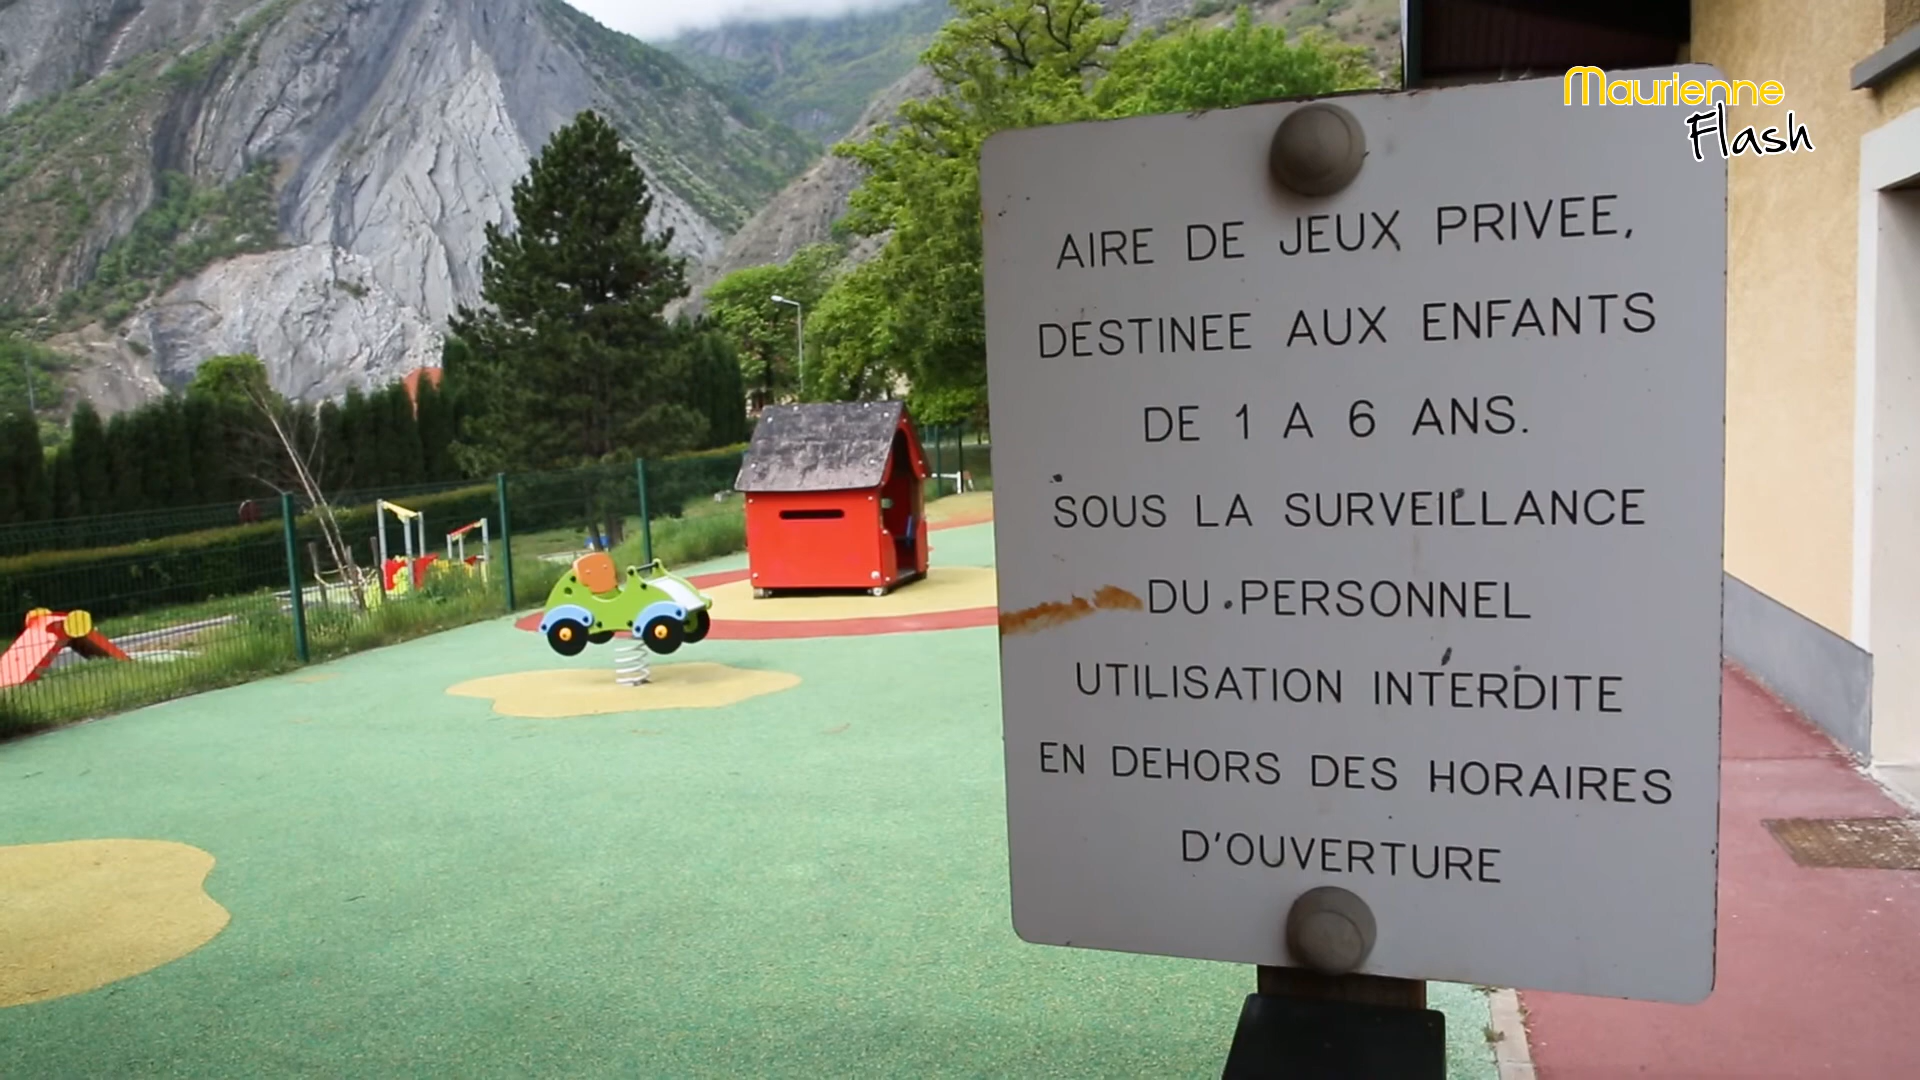 Maurienne
Flash
AIRE DE JEUX PRIVEE,
DESTINEE AUX ENFANTS
DE 1 A 6 ANS.
SOUS LA SURVEILLANCE
DU PERSONNEL
UTILISATION INTERDITE
EN DEHORS DES HORAIRES
D'OUVERTURE